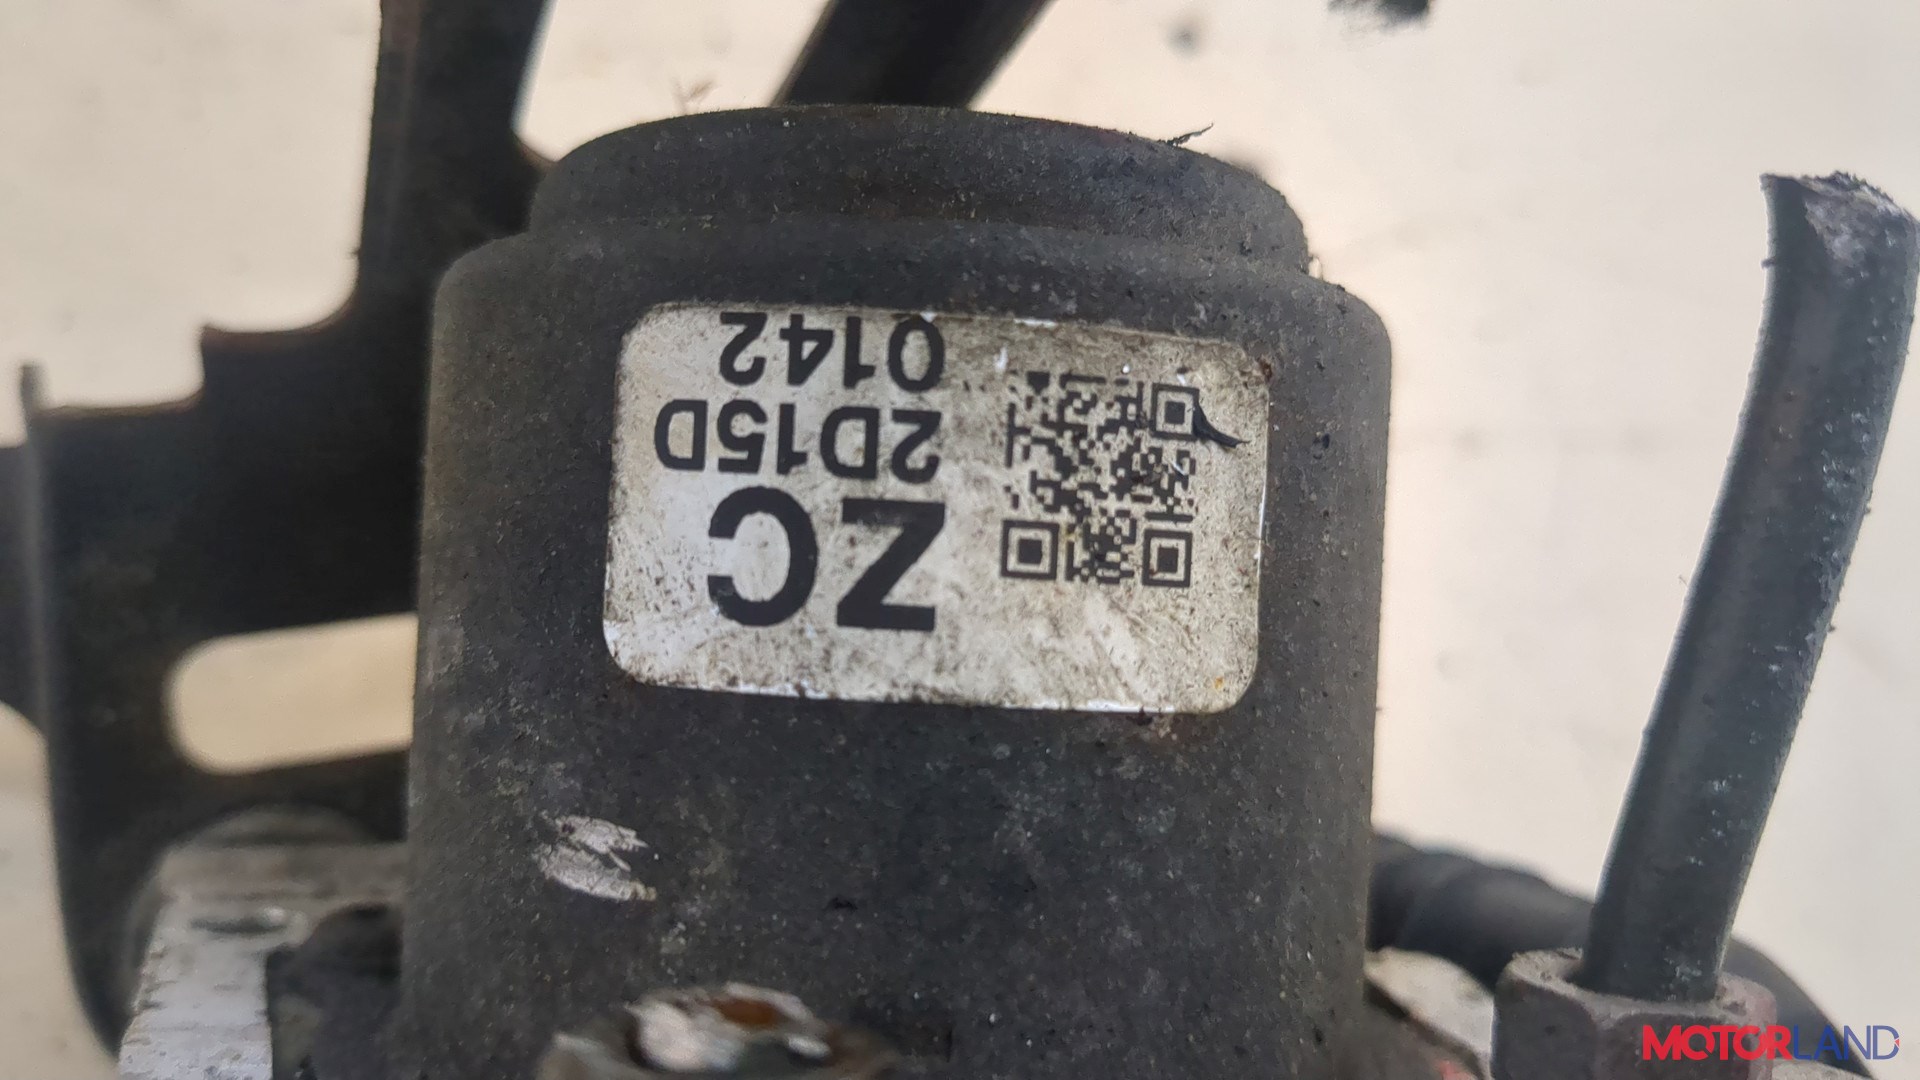 ZC
2D15D
0142
MOTORLAND